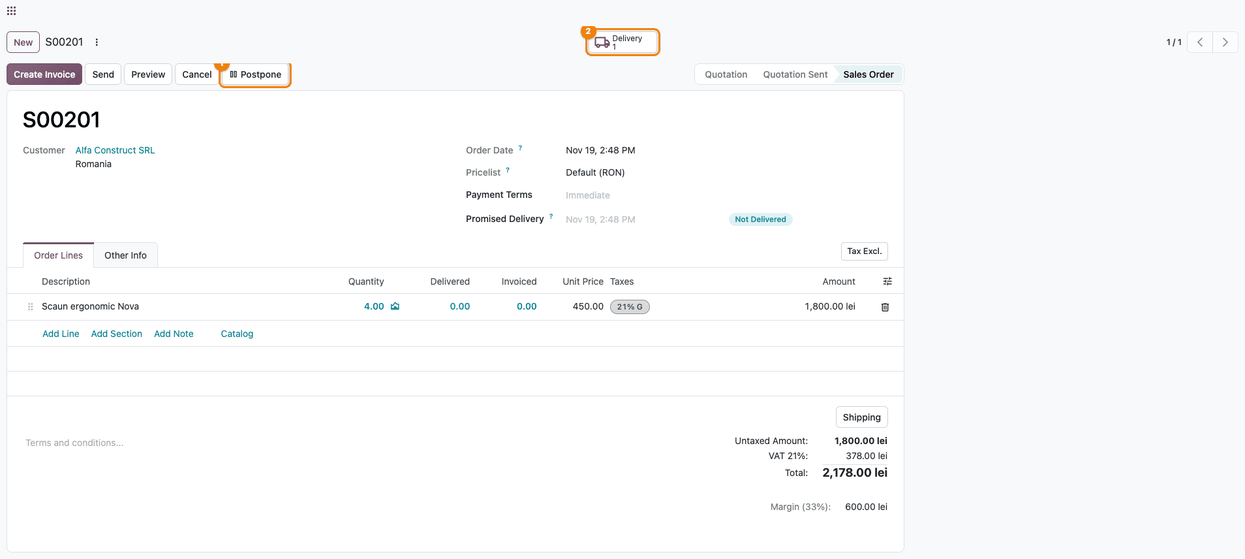 New S00201
2
Delivery
1
1 / 1
Create Invoice Send Preview Cancel Postpone
Quotation Quotation Sent Sales Order
S00201
Customer Alfa Construct SRL
Romania
Order Date ? Nov 19, 2:48 PM
Pricelist ? Default (RON)
Payment Terms Immediate
Promised Delivery ? Nov 19, 2:48 PM Not Delivered
Order Lines Other Info Tax Excl.
Description Quantity Delivered Invoiced Unit Price Taxes Amount
Scaun ergonomic Nova 4.00 0.00 0.00 450.00 21% G 1,800.00 lei
Add Line Add Section Add Note Catalog
Shipping
Terms and conditions...
Untaxed Amount: 1,800.00 lei
VAT 21%: 378.00 lei
Total: 2,178.00 lei
Margin (33%): 600.00 lei